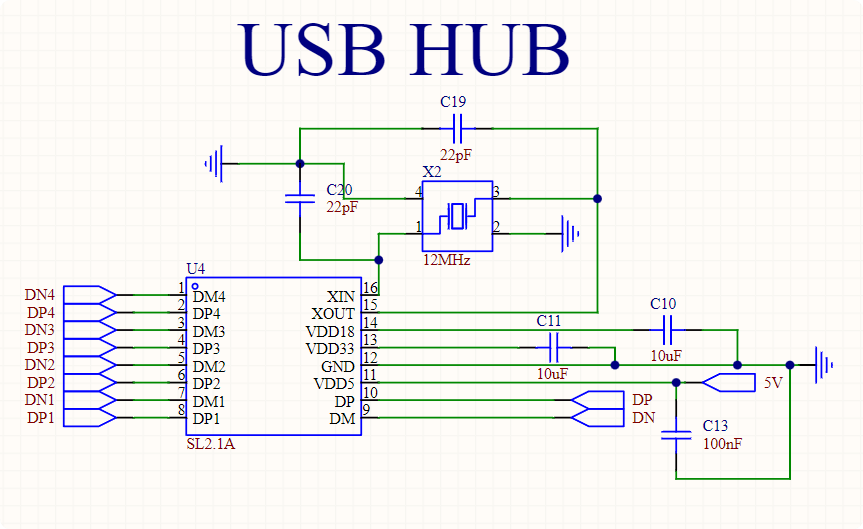 USB HUB
C19
22pF
X2
C20
22pF
4
3
1
2
12MHz
U4
DN4 1 DM4 XIN 16
DP4 2 DP4 XOUT 15
DN3 3 DM3 VDD18 14
DP3 4 DP3 VDD33 13
DN2 5 DM2 GND 12
DP2 6 DP2 VDD5 11
DN1 7 DM1 DP 10 DP
DP1 8 DP1 DM 9 DN
SL2.1A
C10
10uF
C11
10uF
5V
C13
100nF